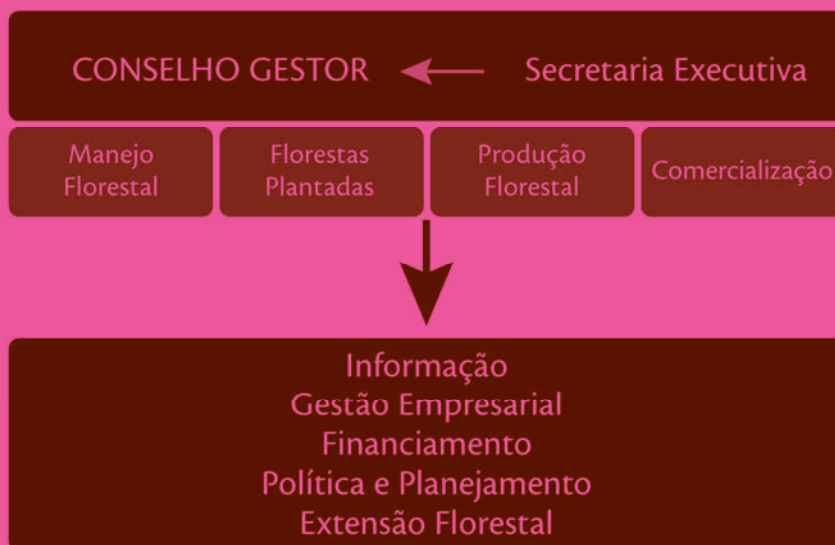 CONSELHO GESTOR
Secretaria Executiva
Manejo
Florestal
Florestas
Plantadas
Produção
Florestal
Comercialização
Informação
Gestão Empresarial
Financiamento
Política e Planejamento
Extensão Florestal